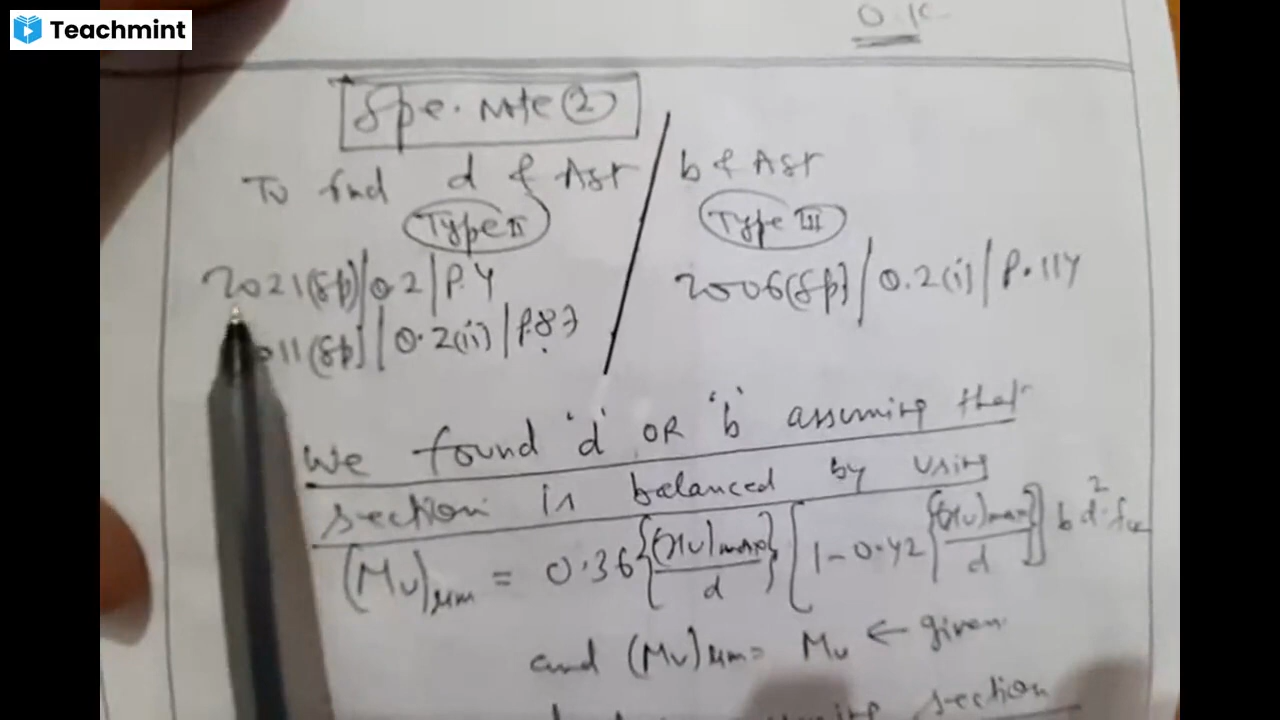 Teachmint
O.K
Spe. Note (2)
To find d & Ast / b & Ast
Type II
Type III
2021(Sp)/Q.2/P.4
2006(Sp)/Q.2(i)/P.114
011(Sp)/Q.2(ii)/P.87
We found 'd' OR 'b' assuming that
section is balanced by using
(Mu)lim = 0.36{(Xu)max/d}[1-0.42{(Xu)max/d}] b d² fck
and (Mu)lim = Mu ← given
section